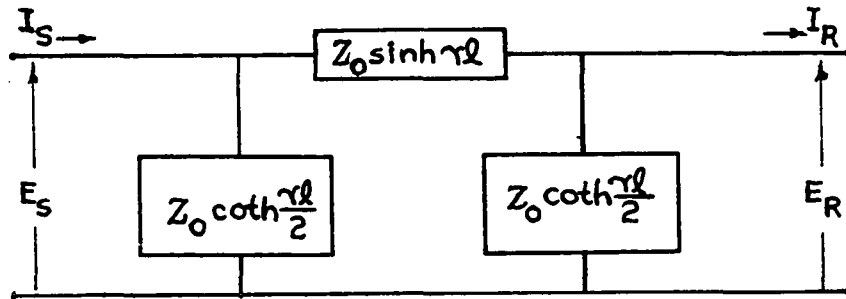 I_S → → I_R
Z_0 sinh γl
E_S Z_0 coth γl/2 Z_0 coth γl/2 E_R